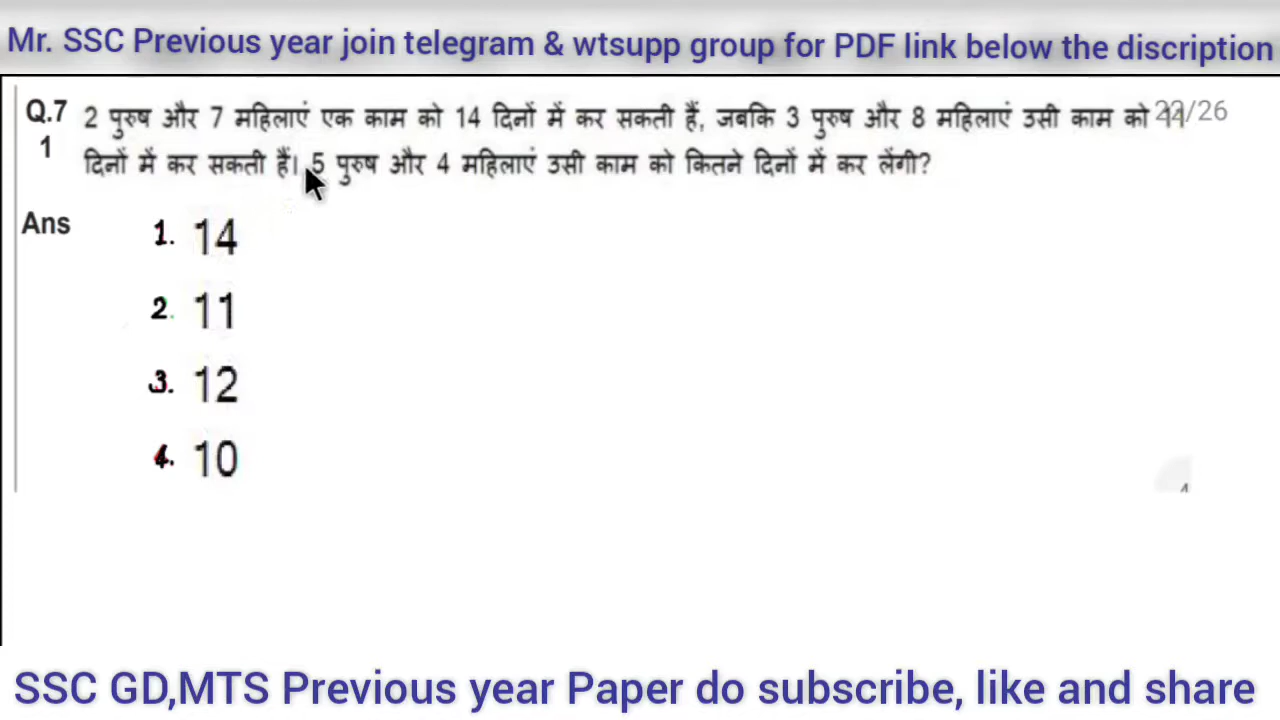 Mr. SSC Previous year join telegram & wtsupp group for PDF link below the discription
Q.7 2 पुरुष और 7 महिलाएं एक काम को 14 दिनों में कर सकती हैं, जबकि 3 पुरुष और 8 महिलाएं उसी काम को 22/26
1 दिनों में कर सकती हैं। 5 पुरुष और 4 महिलाएं उसी काम को कितने दिनों में कर लेंगी?
Ans 1. 14
2. 11
3. 12
4. 10
SSC GD,MTS Previous year Paper do subscribe, like and share